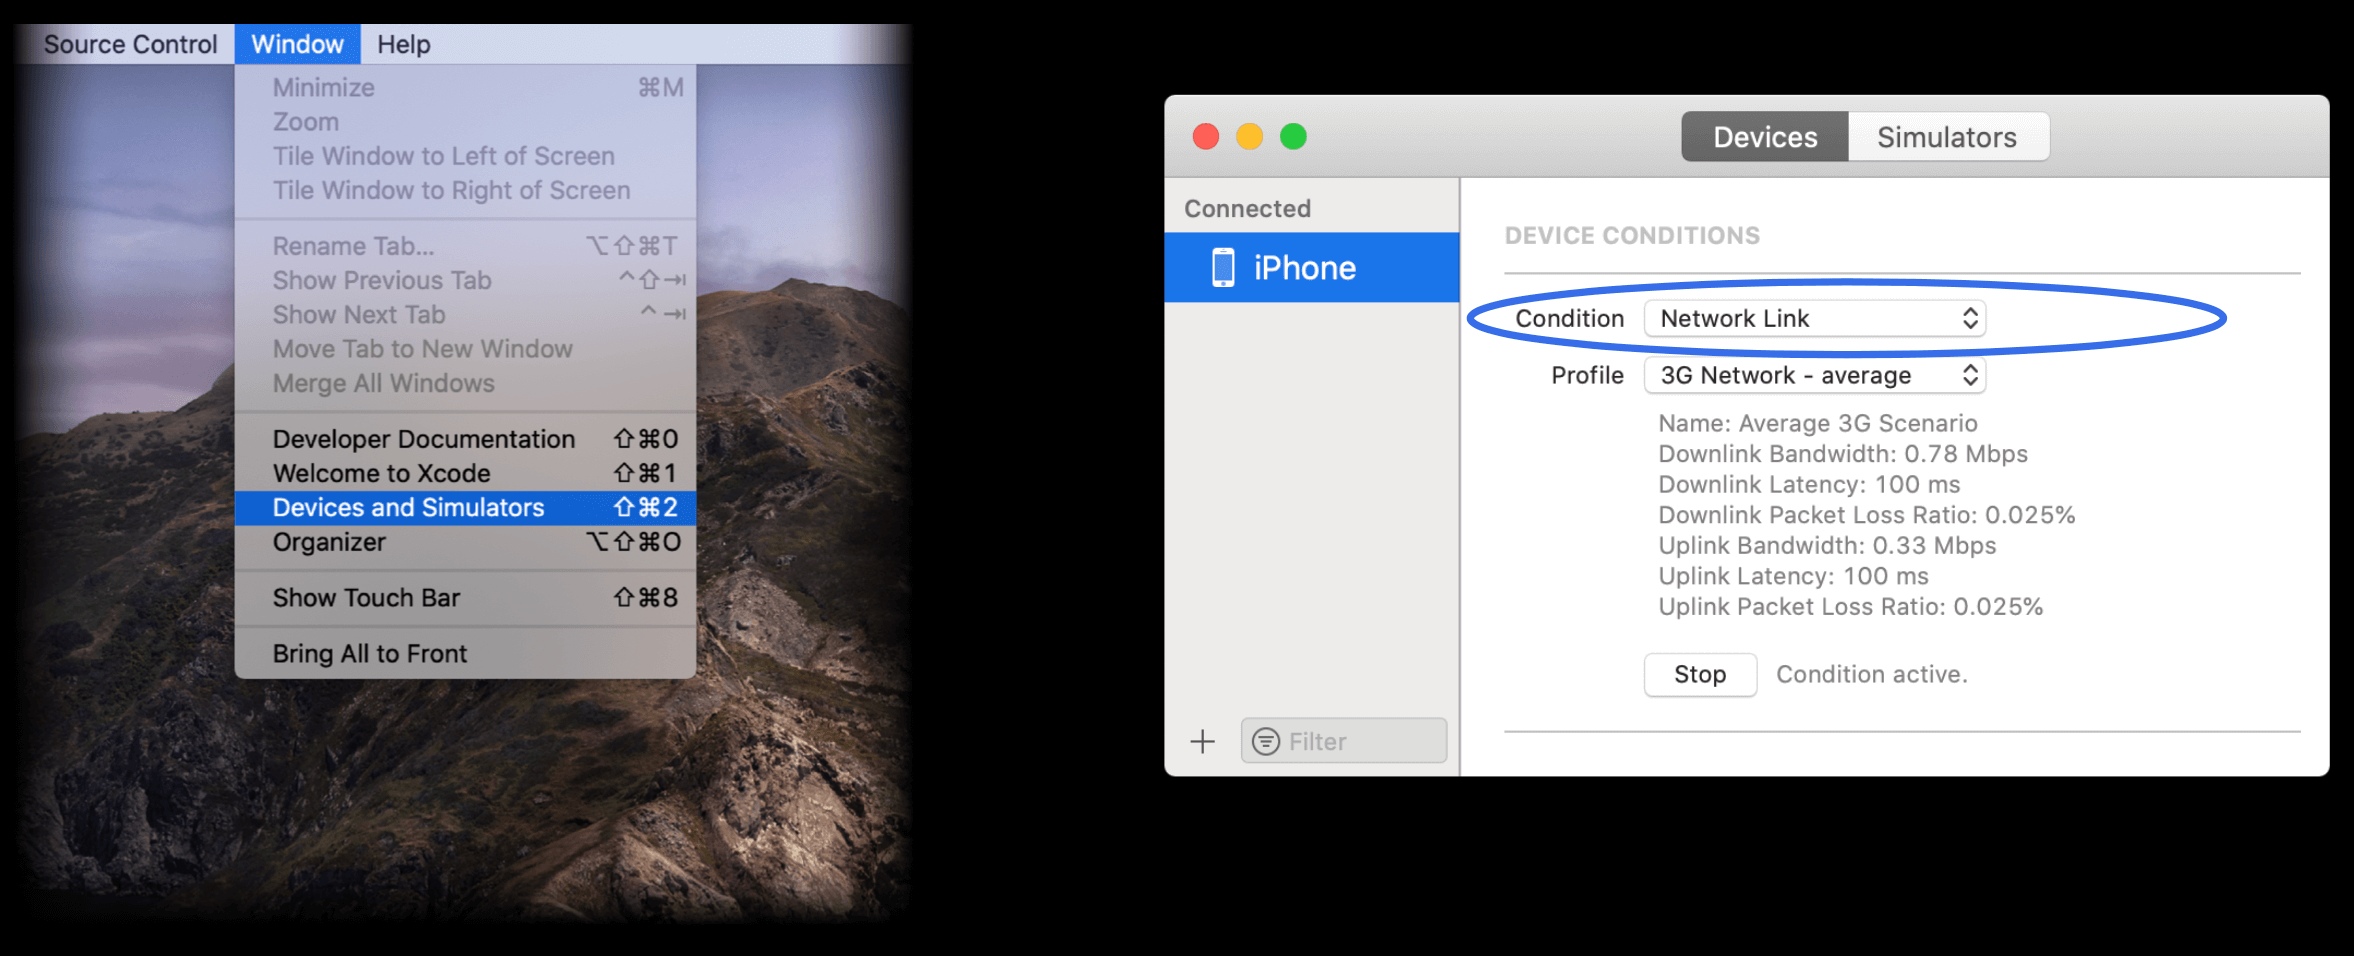 Source Control Window Help
Minimize ⌘M
Zoom
Tile Window to Left of Screen
Tile Window to Right of Screen
Rename Tab... ⌥⇧⌘T
Show Previous Tab ^⇧⇥
Show Next Tab ^⇥
Move Tab to New Window
Merge All Windows
Developer Documentation ⇧⌘0
Welcome to Xcode ⇧⌘1
Devices and Simulators ⇧⌘2
Organizer ⌥⇧⌘O
Show Touch Bar ⇧⌘8
Bring All to Front
Devices Simulators
Connected
iPhone
Filter
DEVICE CONDITIONS
Condition Network Link
Profile 3G Network - average
Name: Average 3G Scenario
Downlink Bandwidth: 0.78 Mbps
Downlink Latency: 100 ms
Downlink Packet Loss Ratio: 0.025%
Uplink Bandwidth: 0.33 Mbps
Uplink Latency: 100 ms
Uplink Packet Loss Ratio: 0.025%
Stop Condition active.